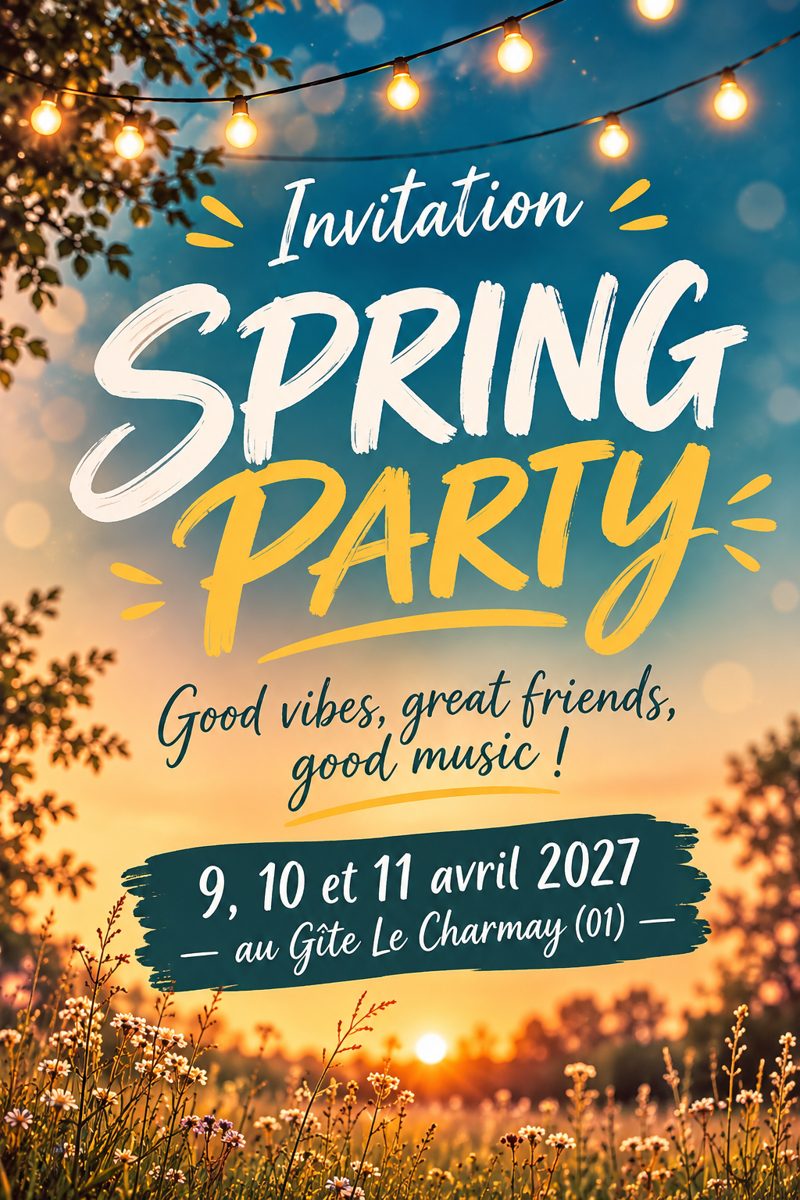 Invitation
SPRING
PARTY
Good vibes, great friends,
good music !
9, 10 et 11 avril 2027
— au Gîte Le Charmay (01) —